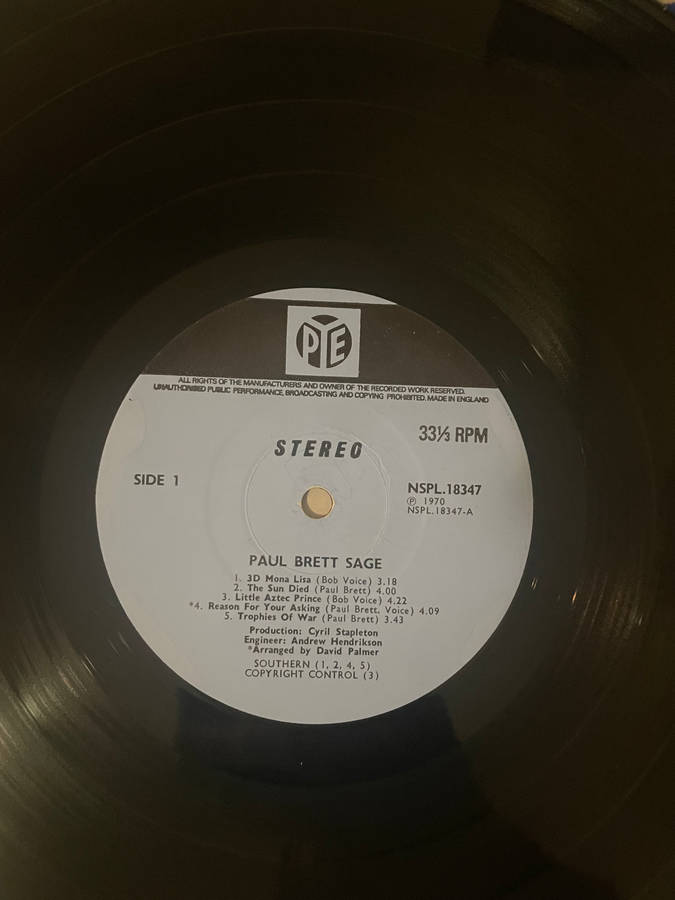 PYE
ALL RIGHTS OF THE MANUFACTURERS AND OWNER OF THE RECORDED WORK RESERVED.
UNAUTHORISED PUBLIC PERFORMANCE, BROADCASTING AND COPYING PROHIBITED. MADE IN ENGLAND
STEREO
33⅓ RPM
SIDE 1
NSPL.18347
Ⓟ 1970
NSPL.18347-A
PAUL BRETT SAGE
1. 3D Mona Lisa (Bob Voice) 3.18
2. The Sun Died (Paul Brett) 4.00
3. Little Aztec Prince (Bob Voice) 4.22
*4. Reason For Your Asking (Paul Brett, Voice) 4.09
5. Trophies Of War (Paul Brett) 3.43
Production: Cyril Stapleton
Engineer: Andrew Hendrikson
*Arranged by David Palmer
SOUTHERN (1, 2, 4, 5)
COPYRIGHT CONTROL (3)